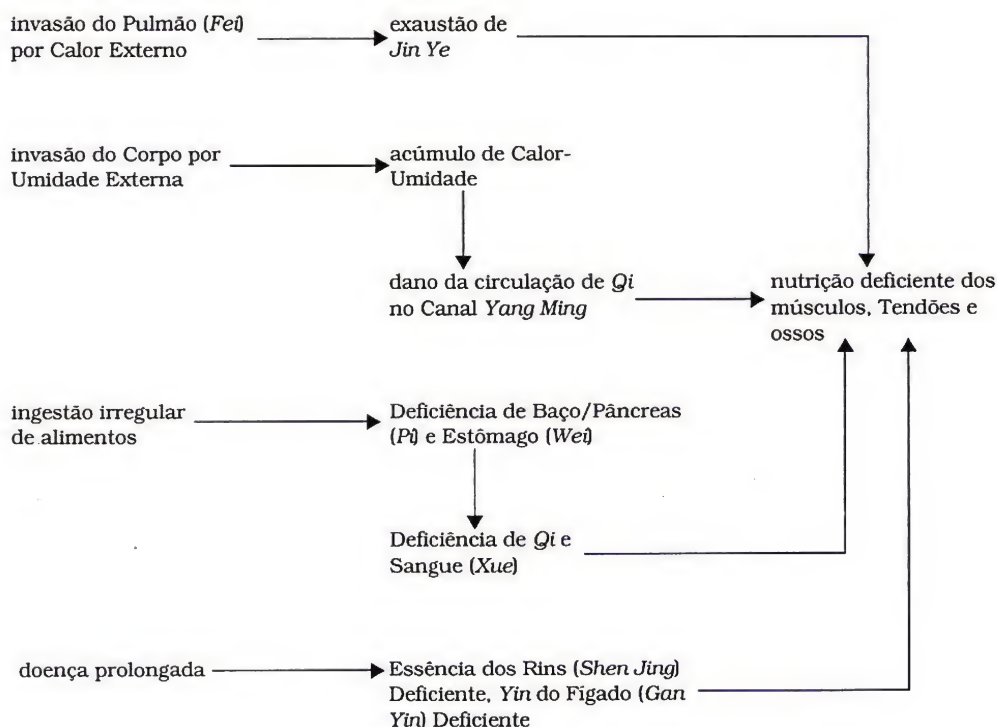 invasão do Pulmão (Fei)
por Calor Externo
exaustão de
Jin Ye
invasão do Corpo por
Umidade Externa
acúmulo de Calor-
Umidade
dano da circulação de Qi
no Canal Yang Ming
nutrição deficiente dos
músculos, Tendões e
ossos
ingestão irregular
de alimentos
Deficiência de Baço/Pâncreas
(Pi) e Estômago (Wei)
Deficiência de Qi e
Sangue (Xue)
doença prolongada
Essência dos Rins (Shen Jing)
Deficiente, Yin do Fígado (Gan
Yin) Deficiente